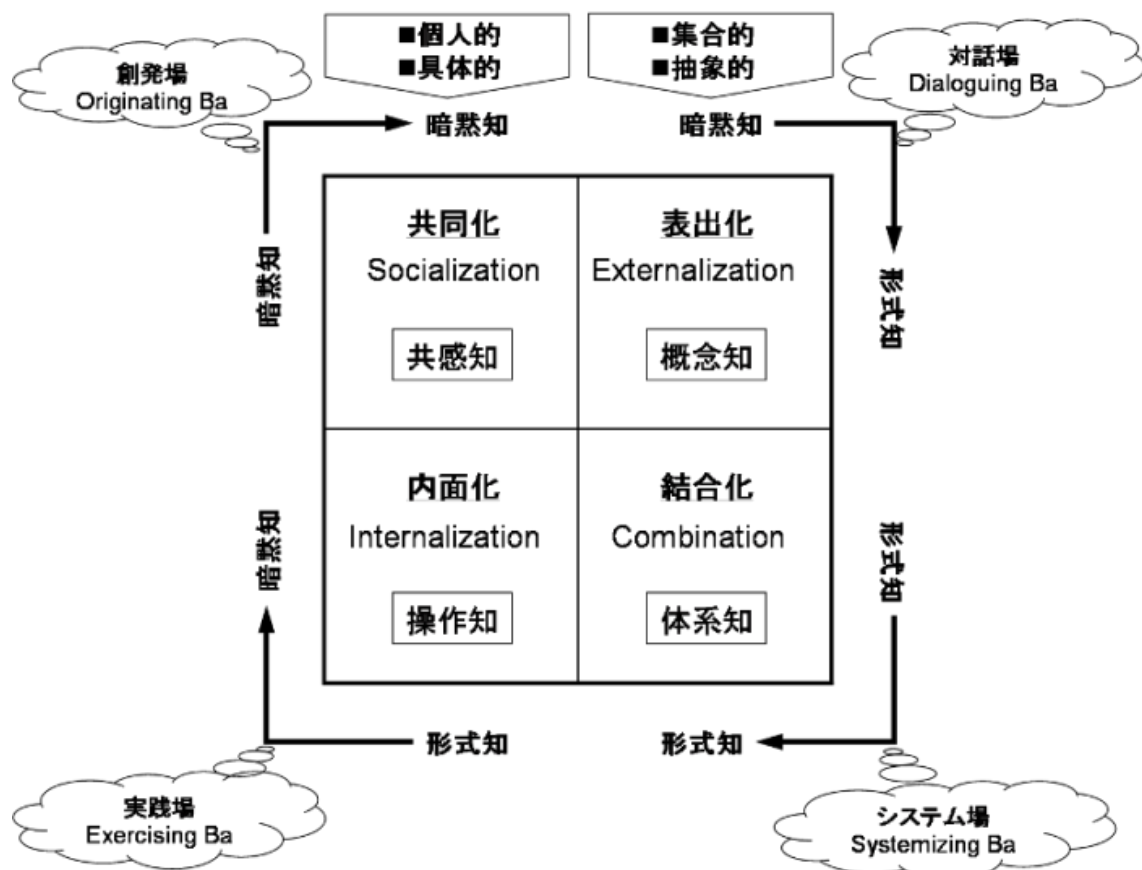 ■個人的
■具体的
■集合的
■抽象的
創発場
Originating Ba
対話場
Dialoguing Ba
暗黙知
暗黙知
暗黙知
形式知
共同化
Socialization
共感知
表出化
Externalization
概念知
内面化
Internalization
操作知
結合化
Combination
体系知
暗黙知
形式知
形式知
形式知
実践場
Exercising Ba
システム場
Systemizing Ba